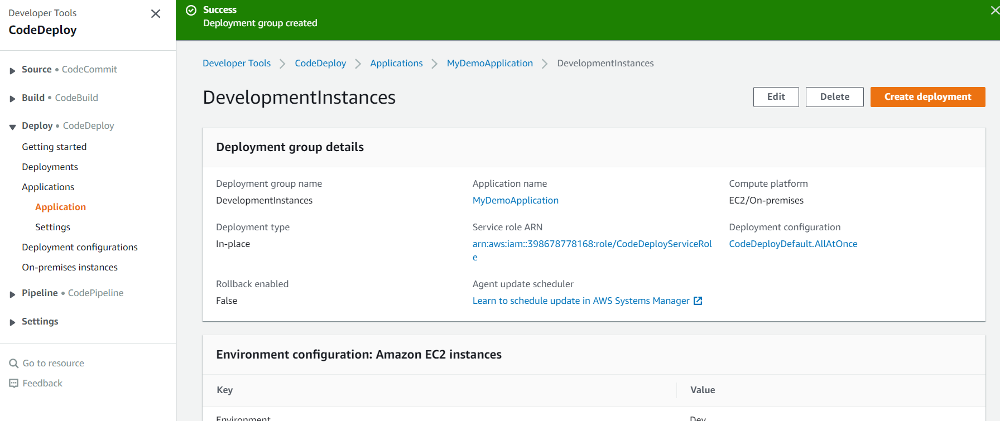 Developer Tools
CodeDeploy
Source • CodeCommit
Build • CodeBuild
Deploy • CodeDeploy
Getting started
Deployments
Applications
Application
Settings
Deployment configurations
On-premises instances
Pipeline • CodePipeline
Settings
Go to resource
Feedback
Success
Deployment group created
Developer Tools > CodeDeploy > Applications > MyDemoApplication > DevelopmentInstances
DevelopmentInstances
Edit Delete Create deployment
Deployment group details
Deployment group name
DevelopmentInstances
Application name
MyDemoApplication
Compute platform
EC2/On-premises
Deployment type
In-place
Service role ARN
arn:aws:iam::398678778168:role/CodeDeployServiceRol
e
Deployment configuration
CodeDeployDefault.AllAtOnce
Rollback enabled
False
Agent update scheduler
Learn to schedule update in AWS Systems Manager
Environment configuration: Amazon EC2 instances
Key Value
Environment Dev